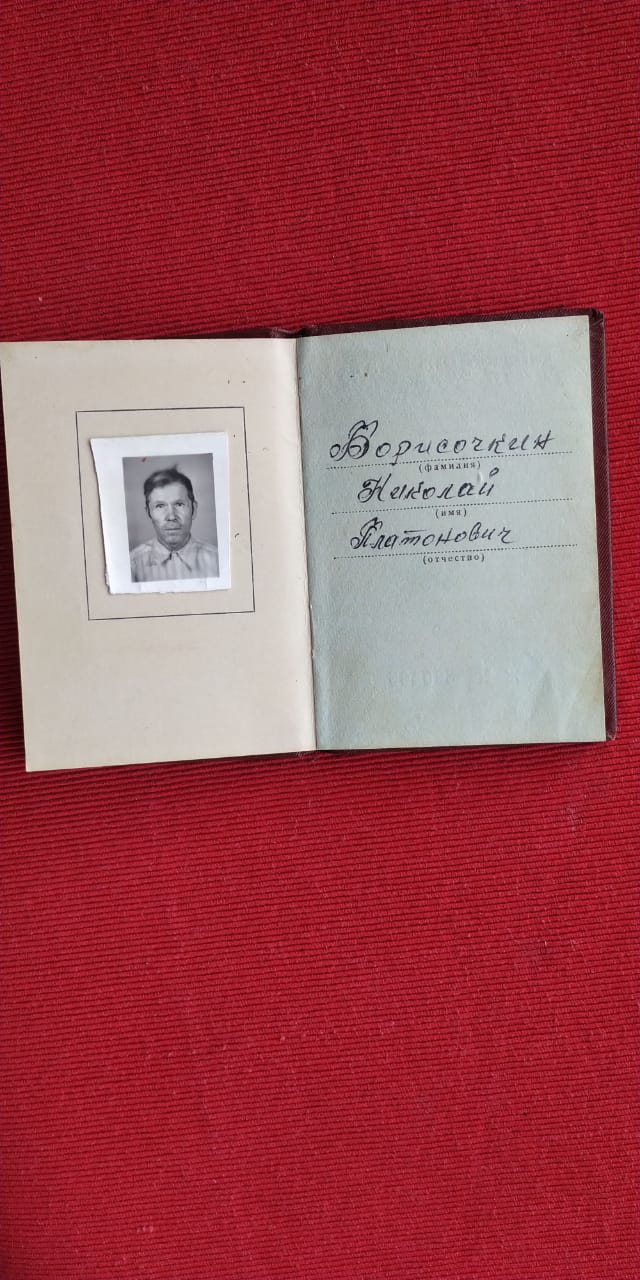 Борисочкин
(фамилия)
Николай
(имя)
Платонович
(отчество)